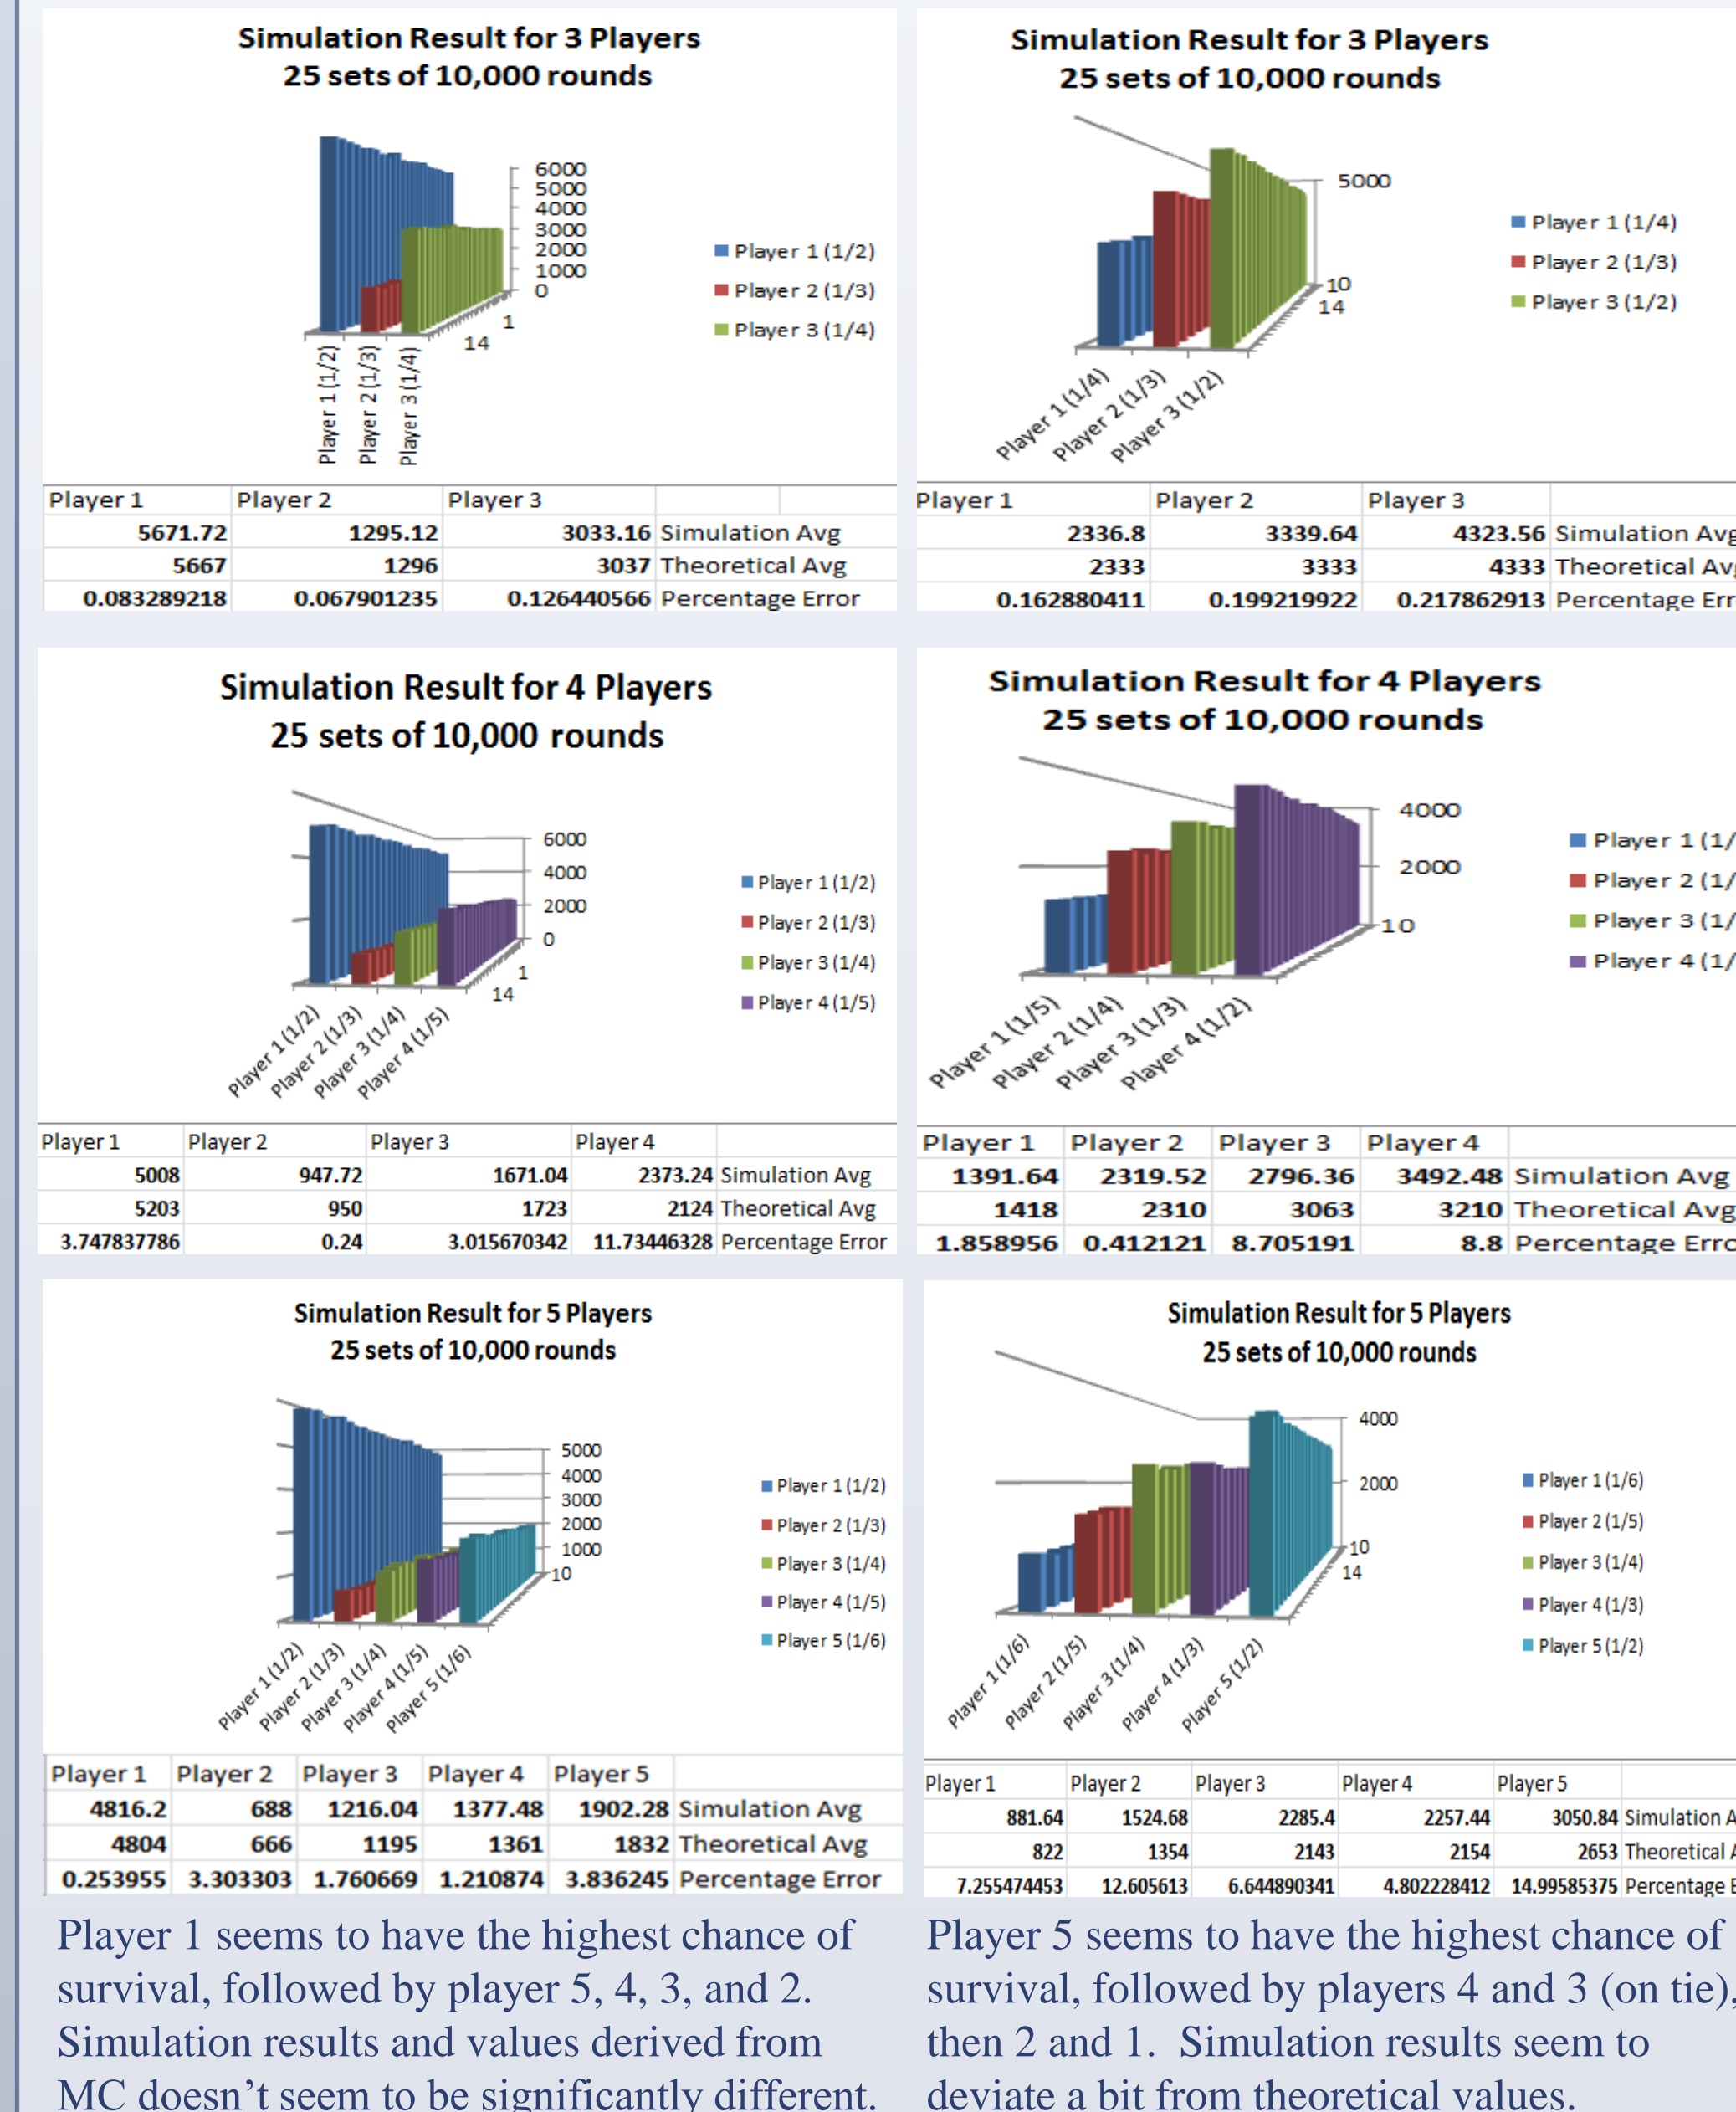 Simulation Result for 3 Players
25 sets of 10,000 rounds
6000
5000
4000
3000
2000
1000
0
1
14
Player 1 (1/2)
Player 2 (1/3)
Player 3 (1/4)
Player 1 (1/2)
Player 2 (1/3)
Player 3 (1/4)
Player 1 Player 2 Player 3
5671.72 1295.12 3033.16 Simulation Avg
5667 1296 3037 Theoretical Avg
0.083289218 0.067901235 0.126440566 Percentage Error
Simulation Result for 3 Players
25 sets of 10,000 rounds
5000
10
14
Player 1 (1/4)
Player 2 (1/3)
Player 3 (1/2)
Player 1 (1/4)
Player 2 (1/3)
Player 3 (1/2)
Player 1 Player 2 Player 3
2336.8 3339.64 4323.56 Simulation Avg
2333 3333 4333 Theoretical Avg
0.162880411 0.199219922 0.217862913 Percentage Err
Simulation Result for 4 Players
25 sets of 10,000 rounds
6000
4000
2000
0
1
14
Player 1 (1/2)
Player 2 (1/3)
Player 3 (1/4)
Player 4 (1/5)
Player 1 (1/2)
Player 2 (1/3)
Player 3 (1/4)
Player 4 (1/5)
Player 1 Player 2 Player 3 Player 4
5008 947.72 1671.04 2373.24 Simulation Avg
5203 950 1723 2124 Theoretical Avg
3.747837786 0.24 3.015670342 11.73446328 Percentage Error
Simulation Result for 4 Players
25 sets of 10,000 rounds
4000
2000
10
Player 1 (1/5)
Player 2 (1/4)
Player 3 (1/3)
Player 4 (1/2)
Player 1 (1/
Player 2 (1/
Player 3 (1/
Player 4 (1/
Player 1 Player 2 Player 3 Player 4
1391.64 2319.52 2796.36 3492.48 Simulation Avg
1418 2310 3063 3210 Theoretical Avg
1.858956 0.412121 8.705191 8.8 Percentage Erro
Simulation Result for 5 Players
25 sets of 10,000 rounds
5000
4000
3000
2000
1000
10
Player 1 (1/2)
Player 2 (1/3)
Player 3 (1/4)
Player 4 (1/5)
Player 5 (1/6)
Player 1 (1/2)
Player 2 (1/3)
Player 3 (1/4)
Player 4 (1/5)
Player 5 (1/6)
Player 1 Player 2 Player 3 Player 4 Player 5
4816.2 688 1216.04 1377.48 1902.28 Simulation Avg
4804 666 1195 1361 1832 Theoretical Avg
0.253955 3.303303 1.760669 1.210874 3.836245 Percentage Error
Simulation Result for 5 Players
25 sets of 10,000 rounds
4000
2000
10
14
Player 1 (1/6)
Player 2 (1/5)
Player 3 (1/4)
Player 4 (1/3)
Player 5 (1/2)
Player 1 (1/6)
Player 2 (1/5)
Player 3 (1/4)
Player 4 (1/3)
Player 5 (1/2)
Player 1 Player 2 Player 3 Player 4 Player 5
881.64 1524.68 2285.4 2257.44 3050.84 Simulation A
822 1354 2143 2154 2653 Theoretical A
7.255474453 12.605613 6.644890341 4.802228412 14.99585375 Percentage E
Player 1 seems to have the highest chance of
survival, followed by player 5, 4, 3, and 2.
Simulation results and values derived from
MC doesn't seem to be significantly different.
Player 5 seems to have the highest chance of
survival, followed by players 4 and 3 (on tie),
then 2 and 1. Simulation results seem to
deviate a bit from theoretical values.